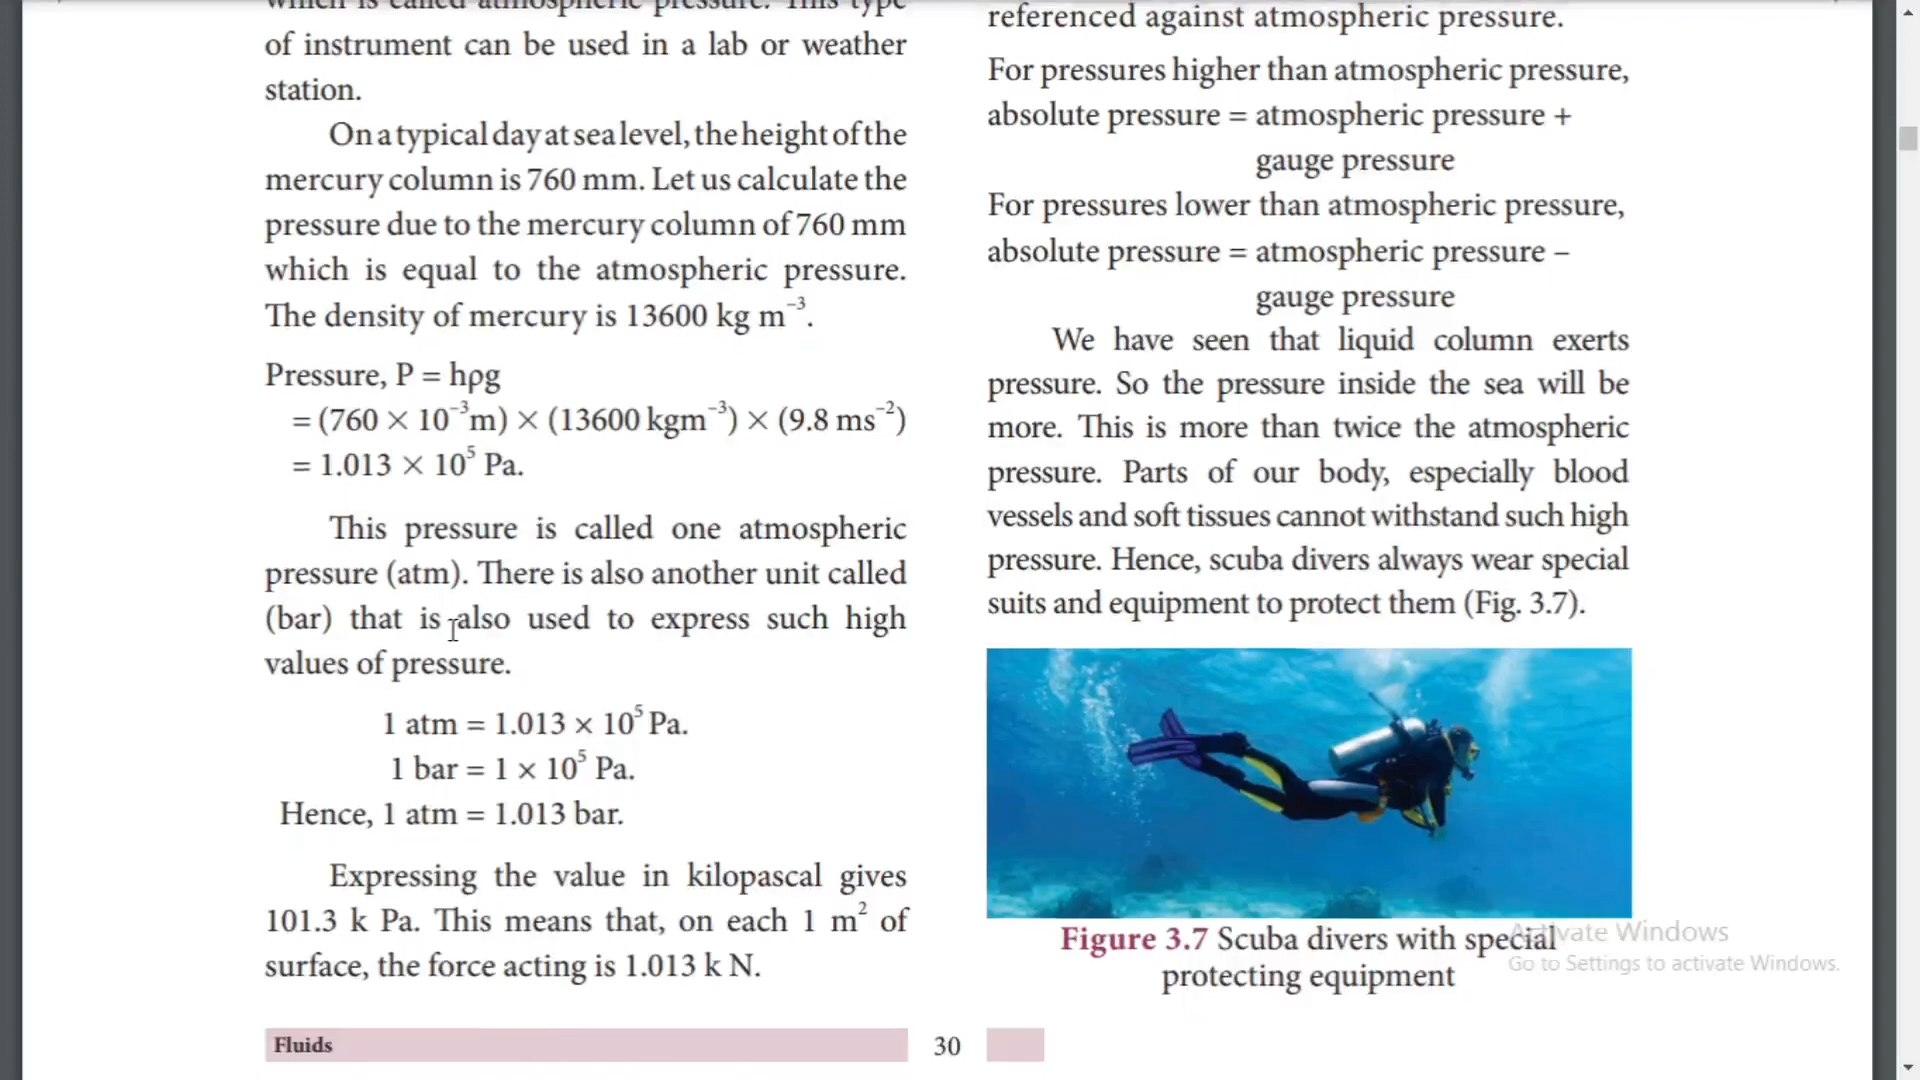 which is called atmospheric pressure. This type
of instrument can be used in a lab or weather
station.
On a typical day at sea level, the height of the
mercury column is 760 mm. Let us calculate the
pressure due to the mercury column of 760 mm
which is equal to the atmospheric pressure.
The density of mercury is 13600 kg m⁻³.
Pressure, P = hρg
= (760 × 10⁻³m) × (13600 kgm⁻³) × (9.8 ms⁻²)
= 1.013 × 10⁵ Pa.
This pressure is called one atmospheric
pressure (atm). There is also another unit called
(bar) that is also used to express such high
values of pressure.
1 atm = 1.013 × 10⁵ Pa.
1 bar = 1 × 10⁵ Pa.
Hence, 1 atm = 1.013 bar.
Expressing the value in kilopascal gives
101.3 k Pa. This means that, on each 1 m² of
surface, the force acting is 1.013 k N.
referenced against atmospheric pressure.
For pressures higher than atmospheric pressure,
absolute pressure = atmospheric pressure +
gauge pressure
For pressures lower than atmospheric pressure,
absolute pressure = atmospheric pressure –
gauge pressure
We have seen that liquid column exerts
pressure. So the pressure inside the sea will be
more. This is more than twice the atmospheric
pressure. Parts of our body, especially blood
vessels and soft tissues cannot withstand such high
pressure. Hence, scuba divers always wear special
suits and equipment to protect them (Fig. 3.7).
Figure 3.7 Scuba divers with special
protecting equipment
Activate Windows
Go to Settings to activate Windows.
Fluids
30